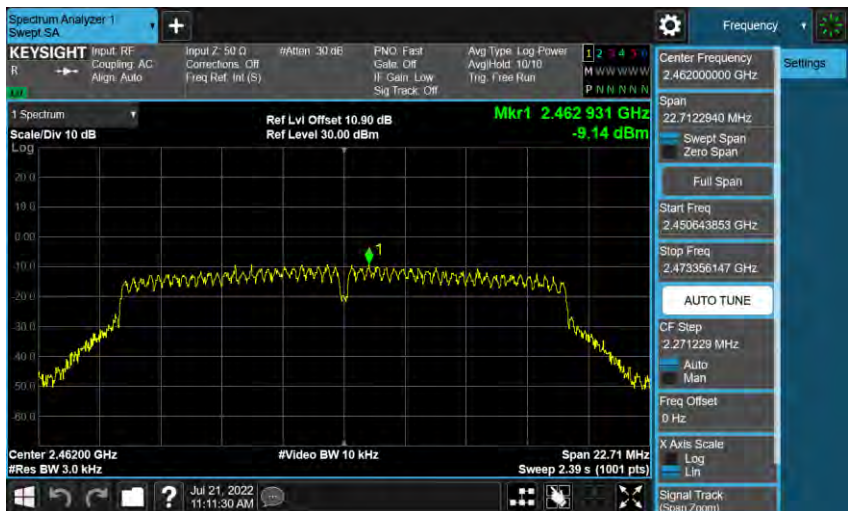 Spectrum Analyzer 1
Swept SA
+
Frequency
KEYSIGHT Input: RF
R Coupling: AC
Align: Auto
Input Z: 50 Ω
Corrections: Off
Freq Ref: Int (S)
#Atten: 30 dB
PNO: Fast
Gate: Off
IF Gain: Low
Sig Track: Off
Avg Type: Log-Power
Avg|Hold: 10/10
Trig: Free Run
1 2 3 4 5 6
M W W W W W
P N N N N N
Settings
1 Spectrum
Scale/Div 10 dB
Log
Ref Lvl Offset 10.90 dB
Ref Level 30.00 dBm
Mkr1 2.462 931 GHz
-9.14 dBm
20.0
10.0
0.00
-10.0
-20.0
-30.0
-40.0
-50.0
-60.0
1
Center 2.46200 GHz
#Res BW 3.0 kHz
#Video BW 10 kHz
Span 22.71 MHz
Sweep 2.39 s (1001 pts)
Center Frequency
2.462000000 GHz
Span
22.7122940 MHz
Swept Span
Zero Span
Full Span
Start Freq
2.450643853 GHz
Stop Freq
2.473356147 GHz
AUTO TUNE
CF Step
2.271229 MHz
Auto
Man
Freq Offset
0 Hz
X Axis Scale
Log
Lin
Signal Track
(Span Zoom)
?
Jul 21, 2022
11:11:30 AM